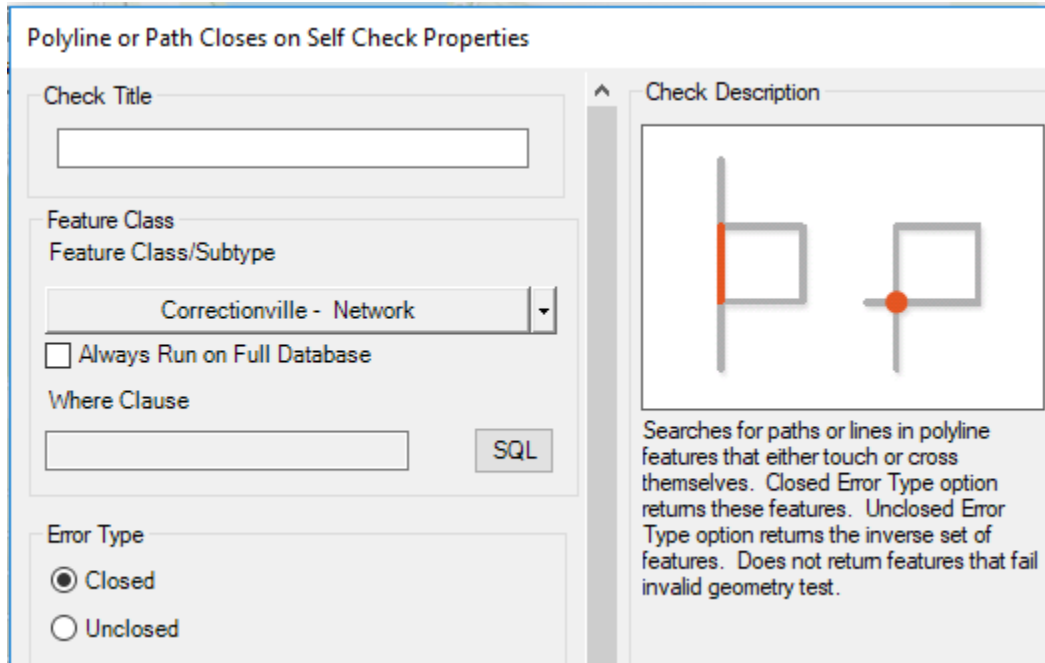 Polyline or Path Closes on Self Check Properties
Check Title
Feature Class
Feature Class/Subtype
Correctionville - Network
Always Run on Full Database
Where Clause
SQL
Error Type
Closed
Unclosed
Check Description
Searches for paths or lines in polyline
features that either touch or cross
themselves. Closed Error Type option
returns these features. Unclosed Error
Type option returns the inverse set of
features. Does not return features that fail
invalid geometry test.